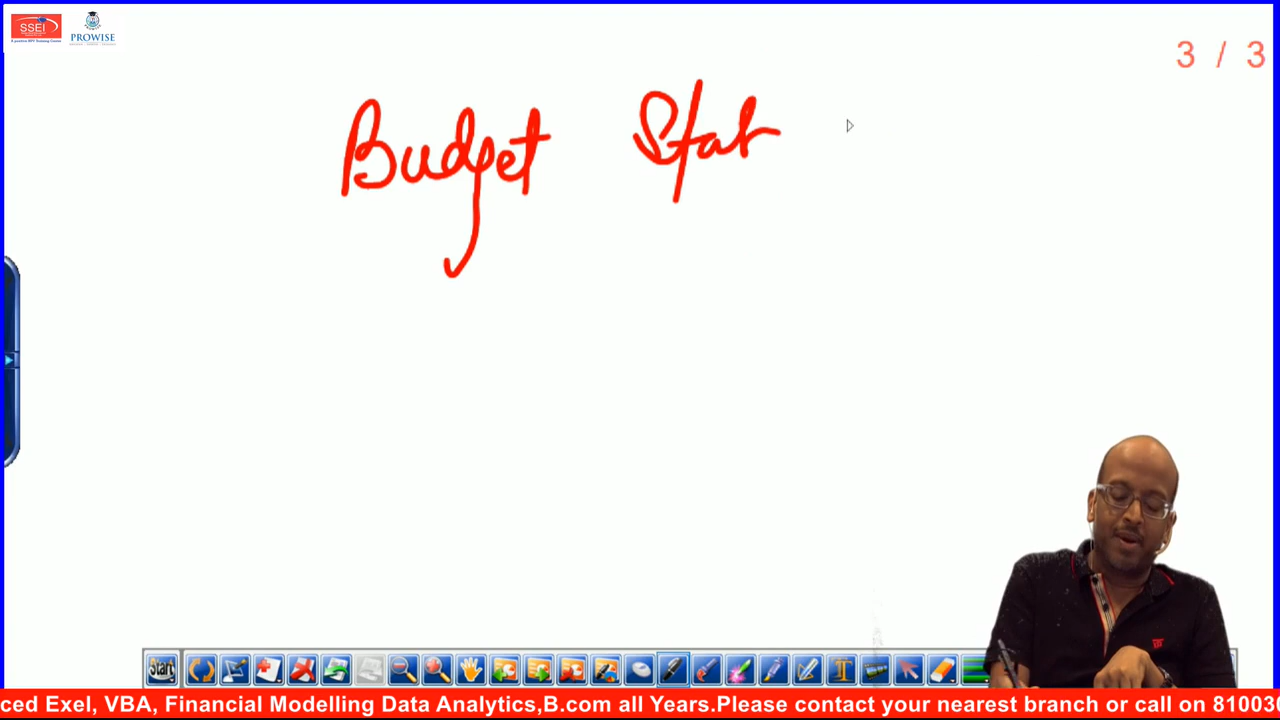 SSEI
PROWISE
3 / 3
Budget Stat
Start
ced Exel, VBA, Financial Modelling Data Analytics,B.com all Years.Please contact your nearest branch or call on 81003